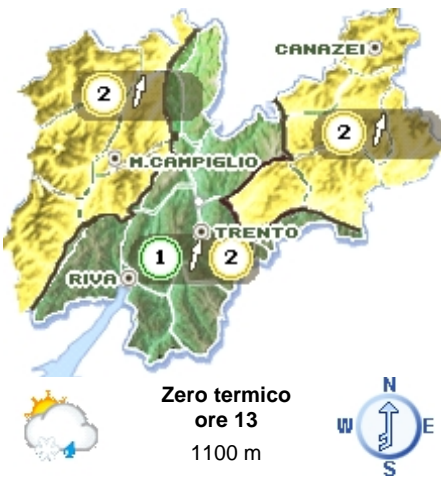 CANAZEI
2
2
M.CAMPIGLIO
TRENTO
1
2
RIVA
Zero termico
ore 13
1100 m
N
W
E
S